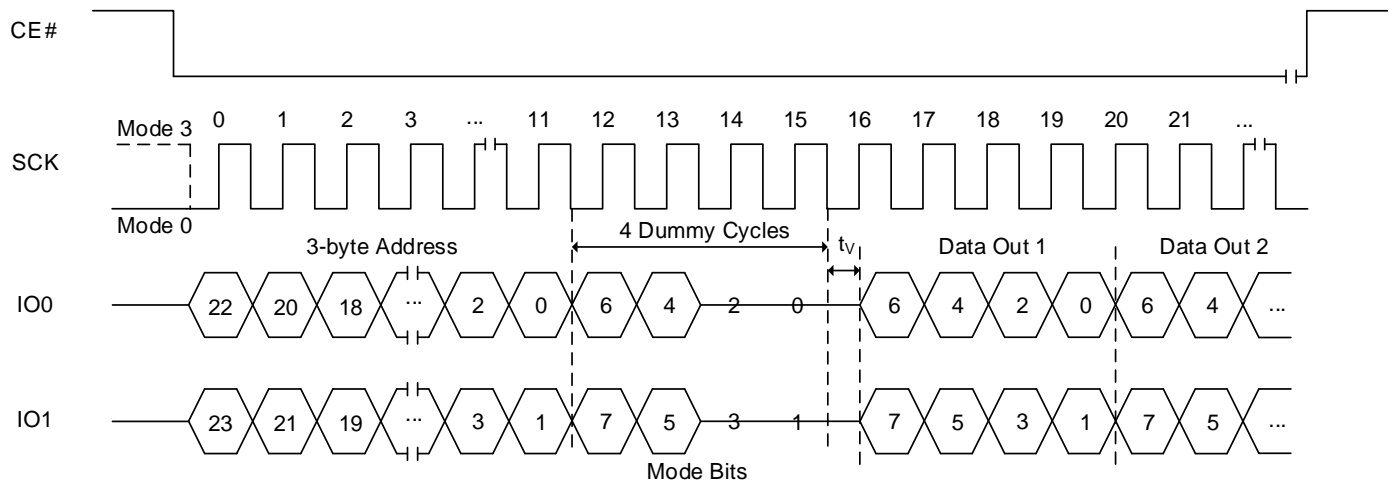 CE#
Mode 3 0 1 2 3 ... 11 12 13 14 15 16 17 18 19 20 21 ...
SCK
Mode 0
3-byte Address 4 Dummy Cycles tV Data Out 1 Data Out 2
IO0 22 20 18 ... 2 0 6 4 2 0 6 4 2 0 6 4 ...
IO1 23 21 19 ... 3 1 7 5 3 1 7 5 3 1 7 5 ...
Mode Bits